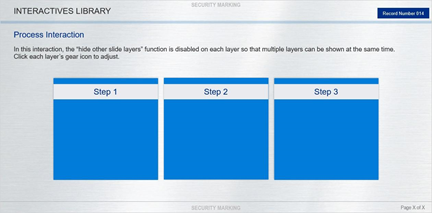 SECURITY MARKING
INTERACTIVES LIBRARY
Record Number 014
Process Interaction
In this interaction, the "hide other slide layers" function is disabled on each layer so that multiple layers can be shown at the same time.
Click each layer's gear icon to adjust.
Step 1
Step 2
Step 3
SECURITY MARKING
Page X of X